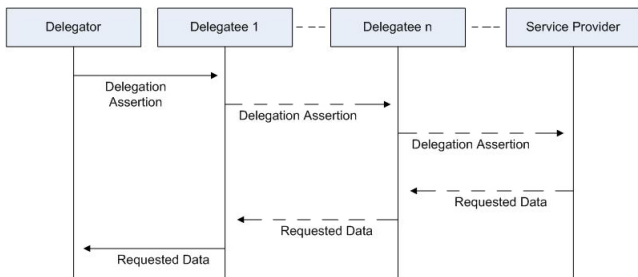 Delegator
Delegatee 1
Delegatee n
Service Provider
Delegation
Assertion
Delegation Assertion
Delegation Assertion
Requested Data
Requested Data
Requested Data